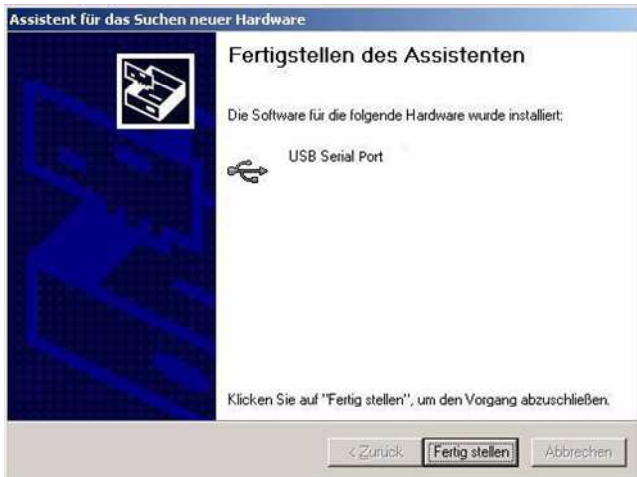 Assistent für das Suchen neuer Hardware
Fertigstellen des Assistenten
Die Software für die folgende Hardware wurde installiert:
USB Serial Port
Klicken Sie auf "Fertig stellen", um den Vorgang abzuschließen.
< Zurück Fertig stellen Abbrechen